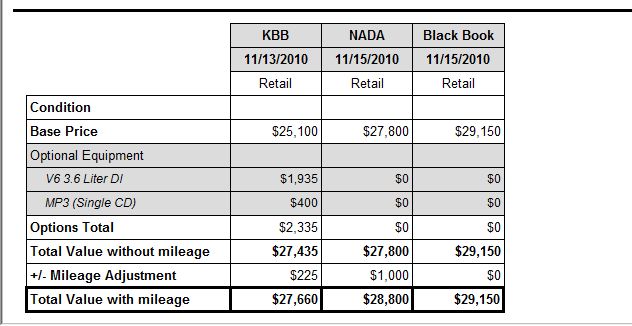 KBB NADA Black Book
11/13/2010 11/15/2010 11/15/2010
Retail Retail Retail
Condition
Base Price $25,100 $27,800 $29,150
Optional Equipment
V6 3.6 Liter DI $1,935 $0 $0
MP3 (Single CD) $400 $0 $0
Options Total $2,335 $0 $0
Total Value without mileage $27,435 $27,800 $29,150
+/- Mileage Adjustment $225 $1,000 $0
Total Value with mileage $27,660 $28,800 $29,150